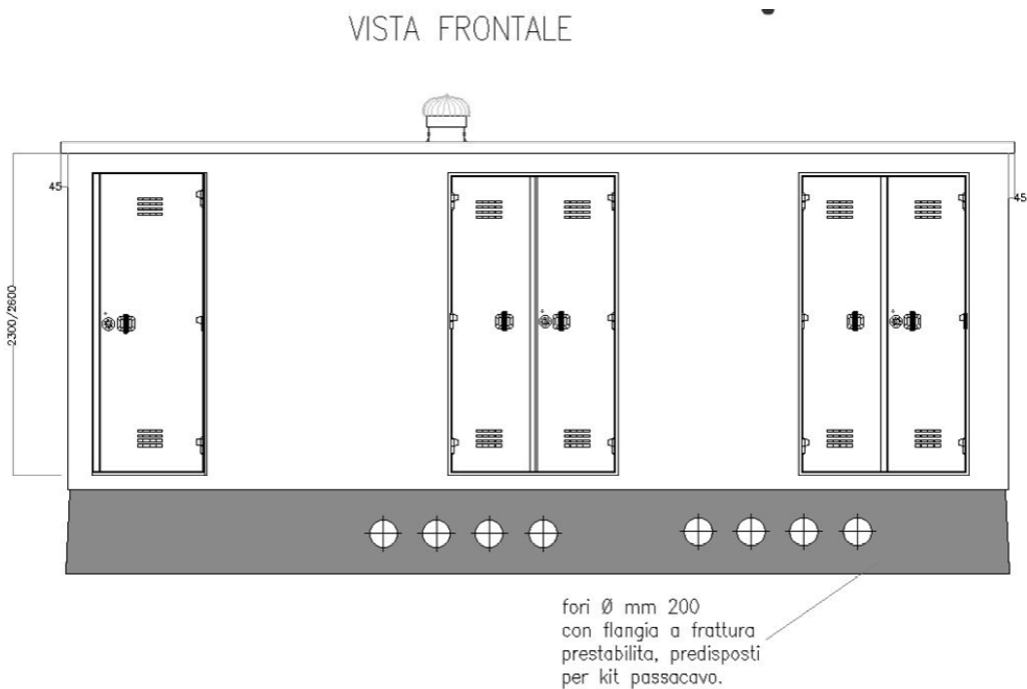 VISTA FRONTALE
45
45
2300/2600
fori Ø mm 200
con flangia a frattura
prestabilita, predisposti
per kit passacavo.